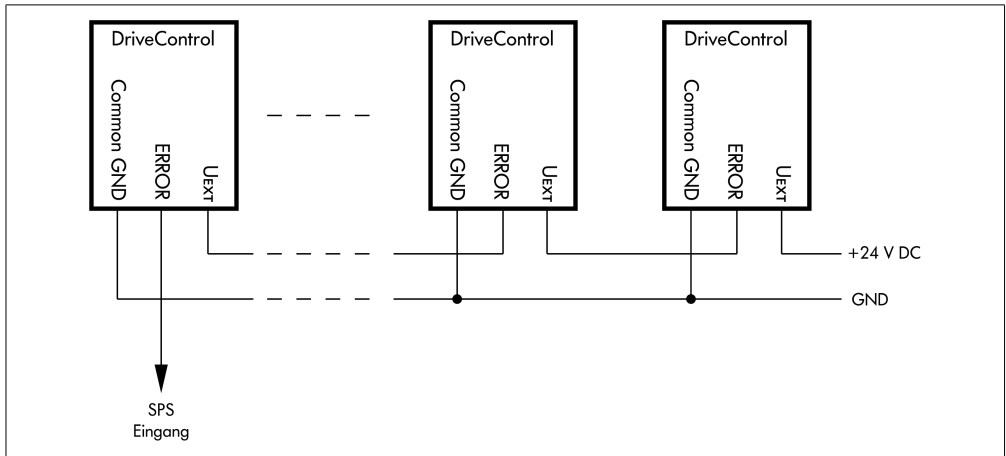 DriveControl
Common GND
ERROR
UEXT
DriveControl
Common GND
ERROR
UEXT
DriveControl
Common GND
ERROR
UEXT
+24 V DC
GND
SPS
Eingang